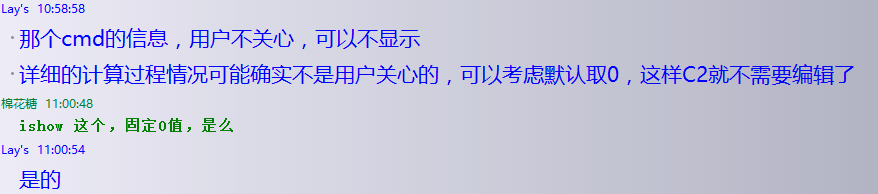 Lay's 10:58:58
那个cmd的信息，用户不关心，可以不显示
详细的计算过程情况可能确实不是用户关心的，可以考虑默认取0，这样C2就不需要编辑了
棉花糖 11:00:48
ishow 这个，固定0值，是么
Lay's 11:00:54
是的